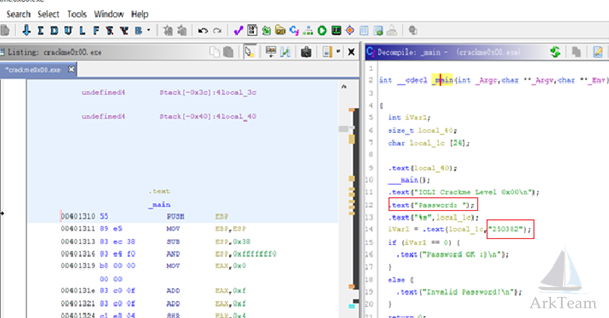 Search Select Tools Window Help
I D U L F
B
Listing: crackme0x00.exe
*crackme0x00.exe
undefined4 Stack[-0x3c]:4local_3c
undefined4 Stack[-0x40]:4local_40
.text
_main
00401310 55 PUSH EBP
00401311 89 e5 MOV EBP,ESP
00401313 83 ec 38 SUB ESP,0x38
00401316 83 e4 f0 AND ESP,0xfffffff0
00401319 b8 00 00 MOV EAX,0x0
00 00
0040131e 83 c0 0f ADD EAX,0xf
00401321 83 c0 0f ADD EAX,0xf
00401324 c1 e8 04 SHR EAX,0x4
Decompile: _main - (crackme0x00.exe)
1
2 int __cdecl _main(int _Argc,char **_Argv,char **_Env)
3
4 {
5 int iVar1;
6 size_t local_40;
7 char local_1c [24];
8
9 .text(local_40);
10 ___main();
11 .text("IOLI Crackme Level 0x00\n");
12 .text("Password: ");
13 .text("%s",local_1c);
14 iVar1 = .text(local_1c,"250382");
15 if (iVar1 == 0) {
16 .text("Password OK :)\n");
17 }
18 else {
19 .text("Invalid Password!\n");
20 }
21 return 0;
ArkTeam